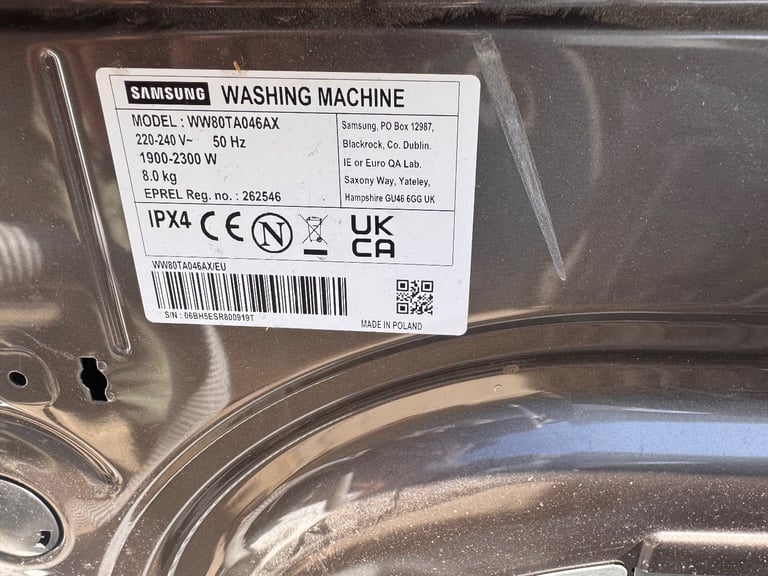 SAMSUNG WASHING MACHINE
MODEL : WW80TA046AX
220-240 V~ 50 Hz
1900-2300 W
8.0 kg
EPREL Reg. no. : 262546
Samsung, PO Box 12987,
Blackrock, Co. Dublin.
IE or Euro QA Lab.
Saxony Way, Yateley,
Hampshire GU46 6GG UK
IPX4 CE N UK
CA
WW80TA046AX/EU
S/N : 06BH5ESR800919T
MADE IN POLAND